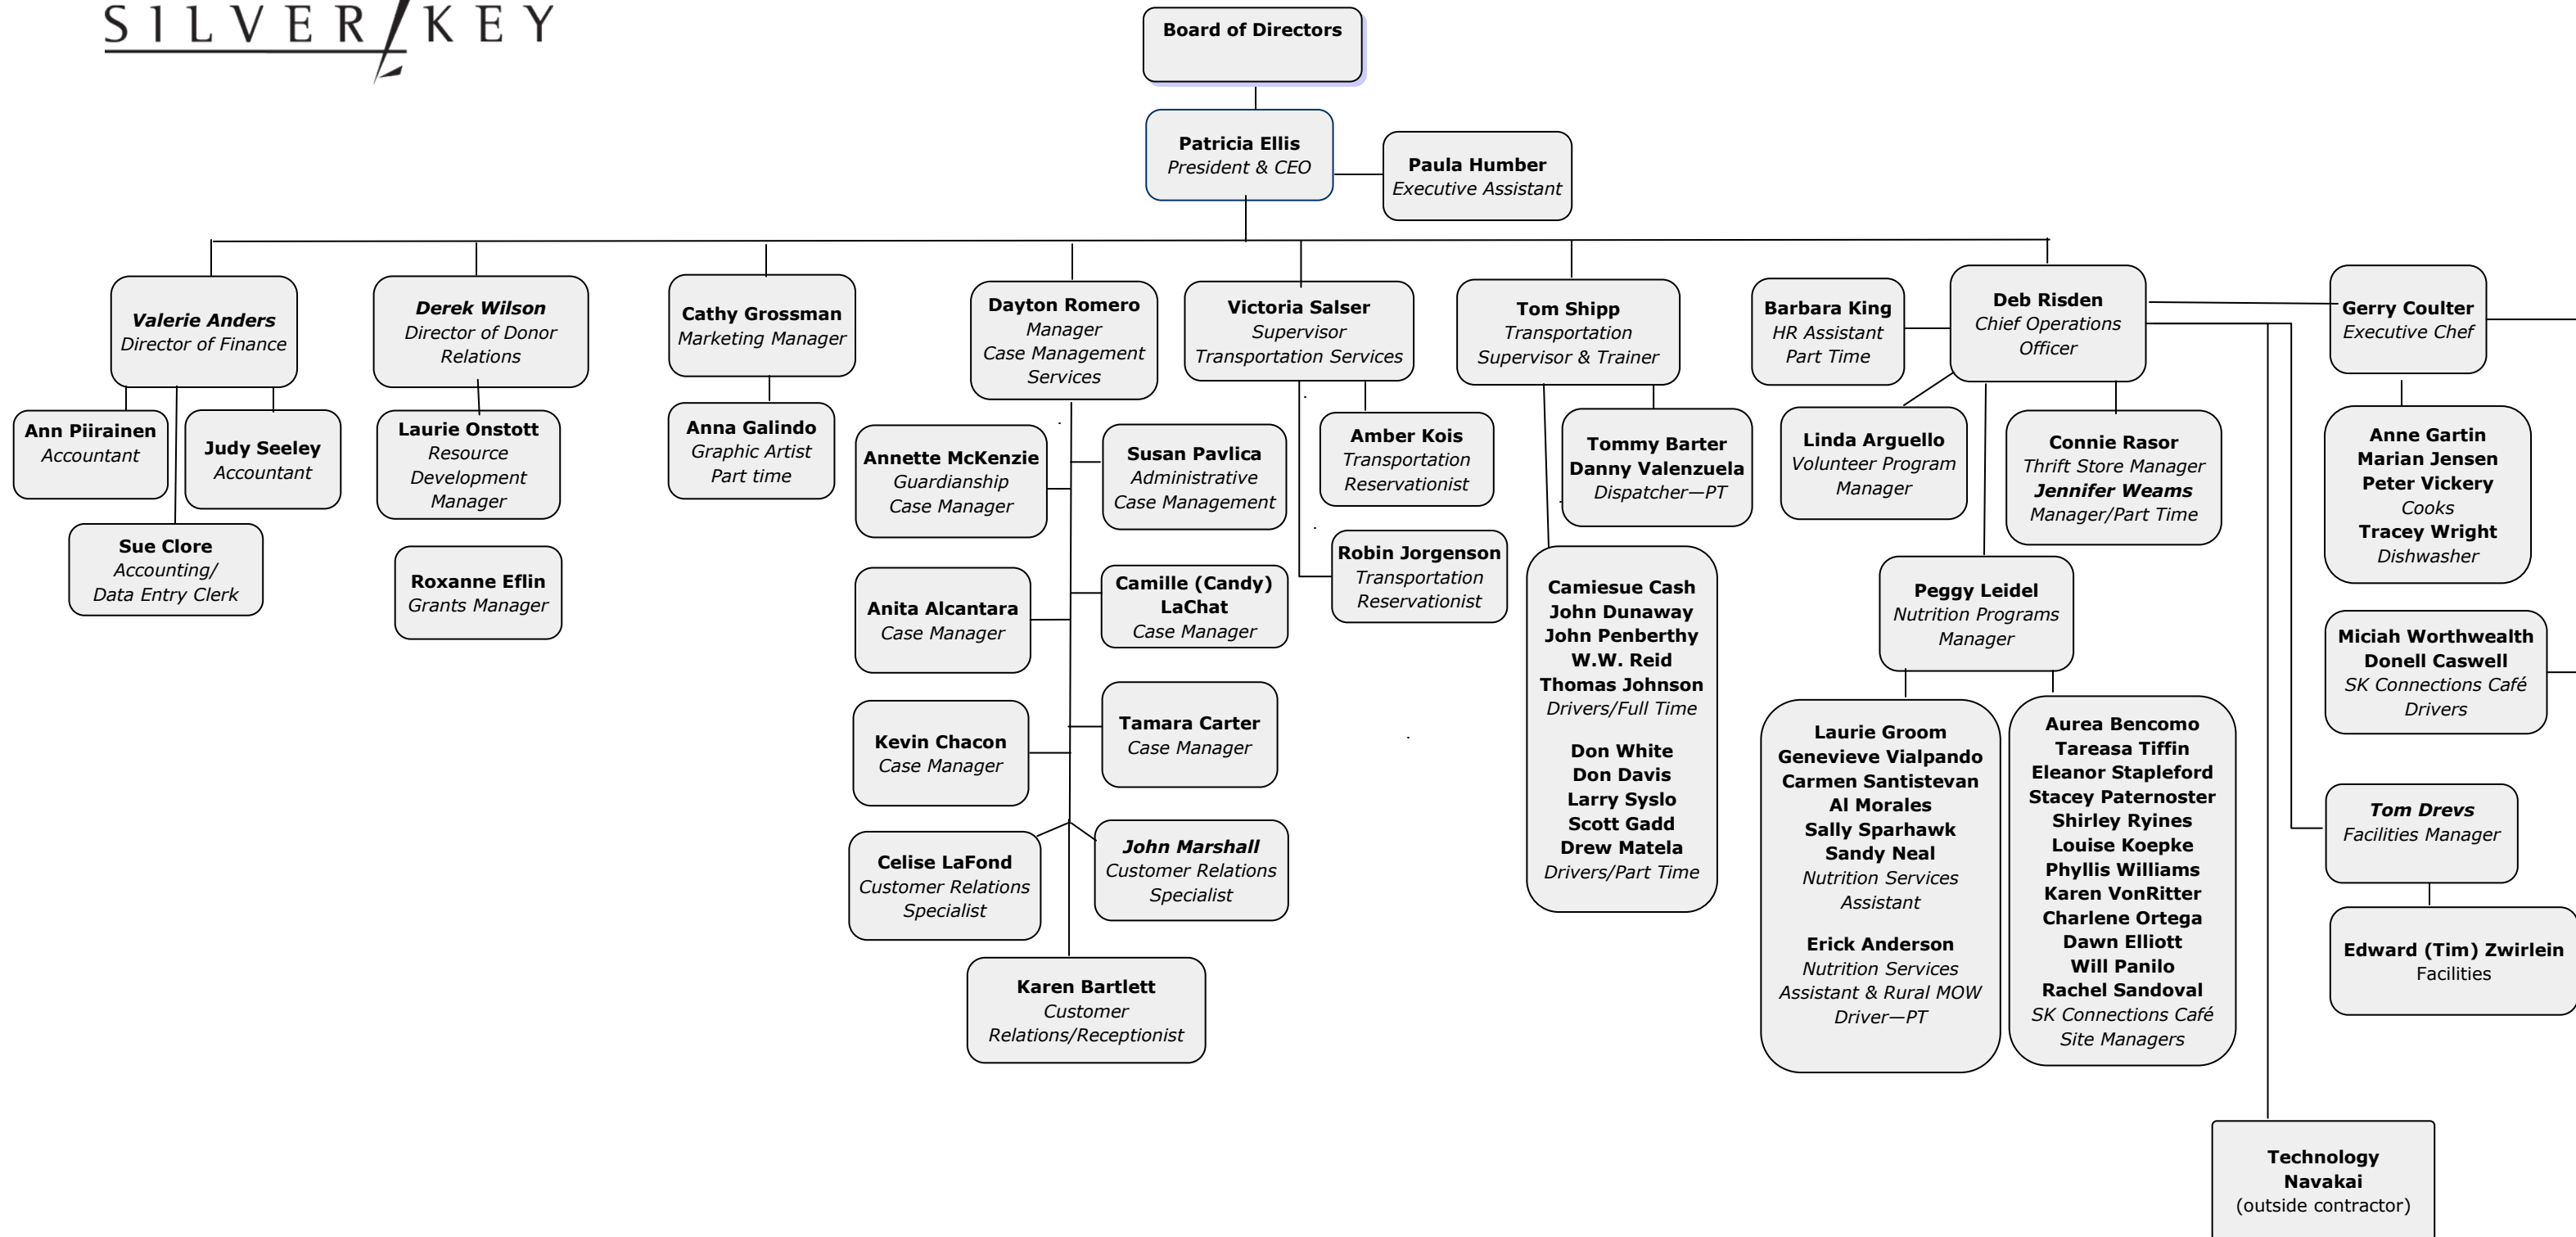 SILVER KEY
Board of Directors
Patricia Ellis
President & CEO
Paula Humber
Executive Assistant
Valerie Anders
Director of Finance
Ann Piirainen
Accountant
Judy Seeley
Accountant
Sue Clore
Accounting/
Data Entry Clerk
Derek Wilson
Director of Donor
Relations
Laurie Onstott
Resource
Development
Manager
Roxanne Eflin
Grants Manager
Cathy Grossman
Marketing Manager
Anna Galindo
Graphic Artist
Part time
Dayton Romero
Manager
Case Management
Services
Annette McKenzie
Guardianship
Case Manager
Susan Pavlica
Administrative
Case Management
Anita Alcantara
Case Manager
Camille (Candy)
LaChat
Case Manager
Kevin Chacon
Case Manager
Tamara Carter
Case Manager
Celise LaFond
Customer Relations
Specialist
John Marshall
Customer Relations
Specialist
Karen Bartlett
Customer
Relations/Receptionist
Victoria Salser
Supervisor
Transportation Services
Amber Kois
Transportation
Reservationist
Robin Jorgenson
Transportation
Reservationist
Tom Shipp
Transportation
Supervisor & Trainer
Tommy Barter
Danny Valenzuela
Dispatcher—PT
Camiesue Cash
John Dunaway
John Penberthy
W.W. Reid
Thomas Johnson
Drivers/Full Time
Don White
Don Davis
Larry Syslo
Scott Gadd
Drew Matela
Drivers/Part Time
Barbara King
HR Assistant
Part Time
Deb Risden
Chief Operations
Officer
Linda Arguello
Volunteer Program
Manager
Connie Rasor
Thrift Store Manager
Jennifer Weams
Manager/Part Time
Peggy Leidel
Nutrition Programs
Manager
Laurie Groom
Genevieve Vialpando
Carmen Santistevan
Al Morales
Sally Sparhawk
Sandy Neal
Nutrition Services
Assistant
Erick Anderson
Nutrition Services
Assistant & Rural MOW
Driver—PT
Aurea Bencomo
Tareasa Tiffin
Eleanor Stapleford
Stacey Paternoster
Shirley Ryines
Louise Koepke
Phyllis Williams
Karen VonRitter
Charlene Ortega
Dawn Elliott
Will Panilo
Rachel Sandoval
SK Connections Café
Site Managers
Gerry Coulter
Executive Chef
Anne Gartin
Marian Jensen
Peter Vickery
Cooks
Tracey Wright
Dishwasher
Miciah Worthwealth
Donell Caswell
SK Connections Café
Drivers
Tom Drevs
Facilities Manager
Edward (Tim) Zwirlein
Facilities
Technology
Navakai
(outside contractor)